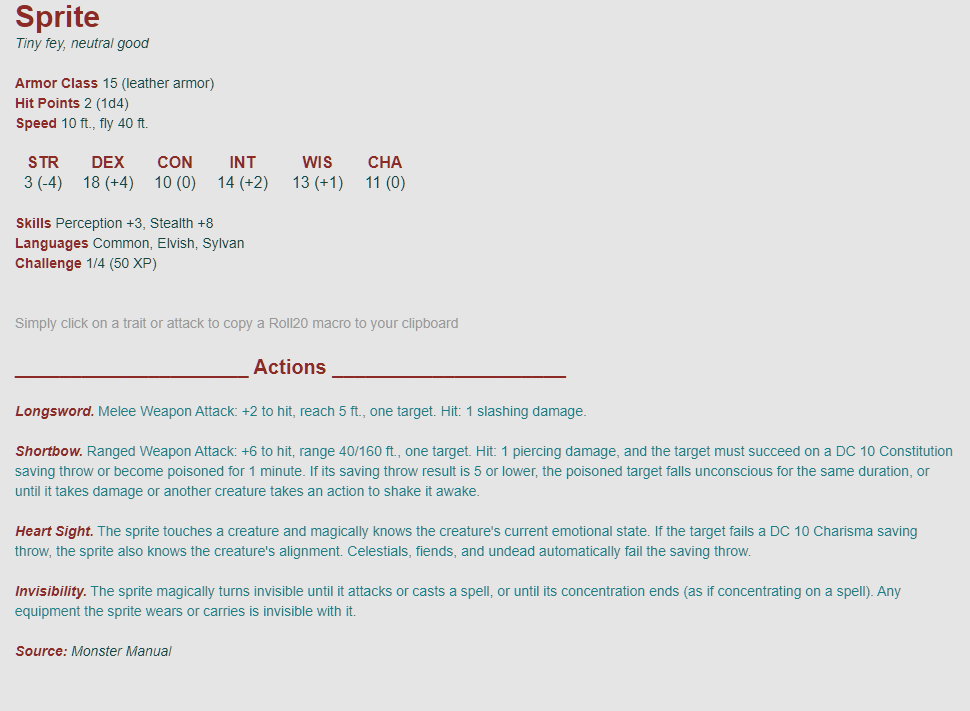 Sprite
Tiny fey, neutral good
Armor Class 15 (leather armor)
Hit Points 2 (1d4)
Speed 10 ft., fly 40 ft.
STR DEX CON INT WIS CHA
3 (-4) 18 (+4) 10 (0) 14 (+2) 13 (+1) 11 (0)
Skills Perception +3, Stealth +8
Languages Common, Elvish, Sylvan
Challenge 1/4 (50 XP)
Simply click on a trait or attack to copy a Roll20 macro to your clipboard
Actions
Longsword. Melee Weapon Attack: +2 to hit, reach 5 ft., one target. Hit: 1 slashing damage.
Shortbow. Ranged Weapon Attack: +6 to hit, range 40/160 ft., one target. Hit: 1 piercing damage, and the target must succeed on a DC 10 Constitution
saving throw or become poisoned for 1 minute. If its saving throw result is 5 or lower, the poisoned target falls unconscious for the same duration, or
until it takes damage or another creature takes an action to shake it awake.
Heart Sight. The sprite touches a creature and magically knows the creature's current emotional state. If the target fails a DC 10 Charisma saving
throw, the sprite also knows the creature's alignment. Celestials, fiends, and undead automatically fail the saving throw.
Invisibility. The sprite magically turns invisible until it attacks or casts a spell, or until its concentration ends (as if concentrating on a spell). Any
equipment the sprite wears or carries is invisible with it.
Source: Monster Manual